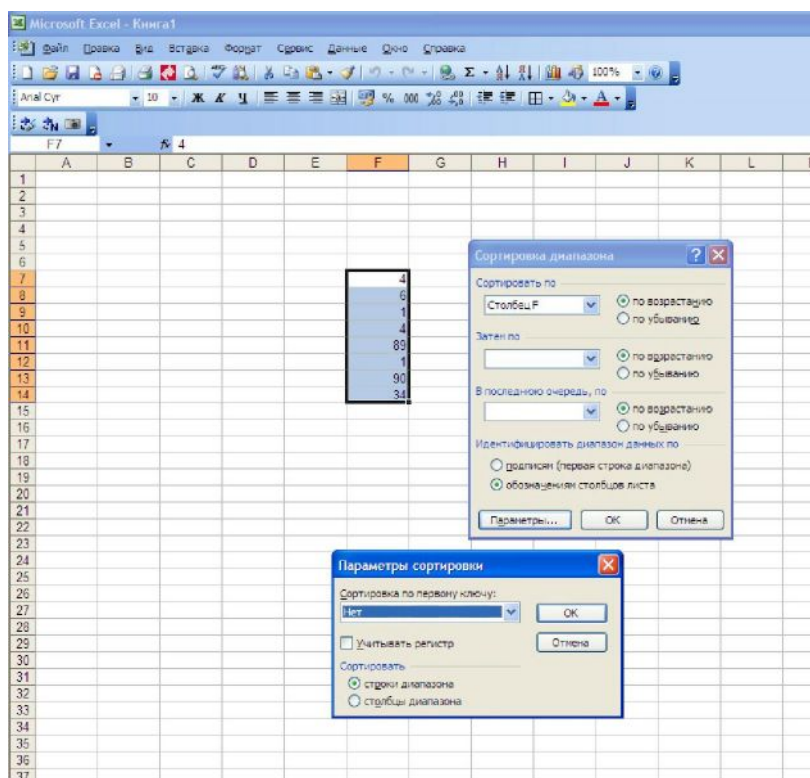 Microsoft Excel - Книга1
Файл Правка Вид Вставка Формат Сервис Данные Окно Справка
100%
Arial Cyr 10 Ж К Ч % 000
F7 fx 4
A B C D E F G H I J K L
1
2
3
4
5
6
7 4
8 6
9 1
10 4
11 89
12 1
13 90
14 34
15
16
17
18
19
20
21
22
23
24
25
26
27
28
29
30
31
32
33
34
35
36
37
Сортировка диапазона
Сортировать по
Столбец F
по возрастанию
по убыванию
Затем по
по возрастанию
по убыванию
В последнюю очередь, по
по возрастанию
по убыванию
Идентифицировать диапазон данных по
подписям (первая строка диапазона)
обозначениям столбцов листа
Параметры... ОК Отмена
Параметры сортировки
Сортировка по первому ключу:
Нет ОК
Учитывать регистр Отмена
Сортировать
строки диапазона
столбцы диапазона